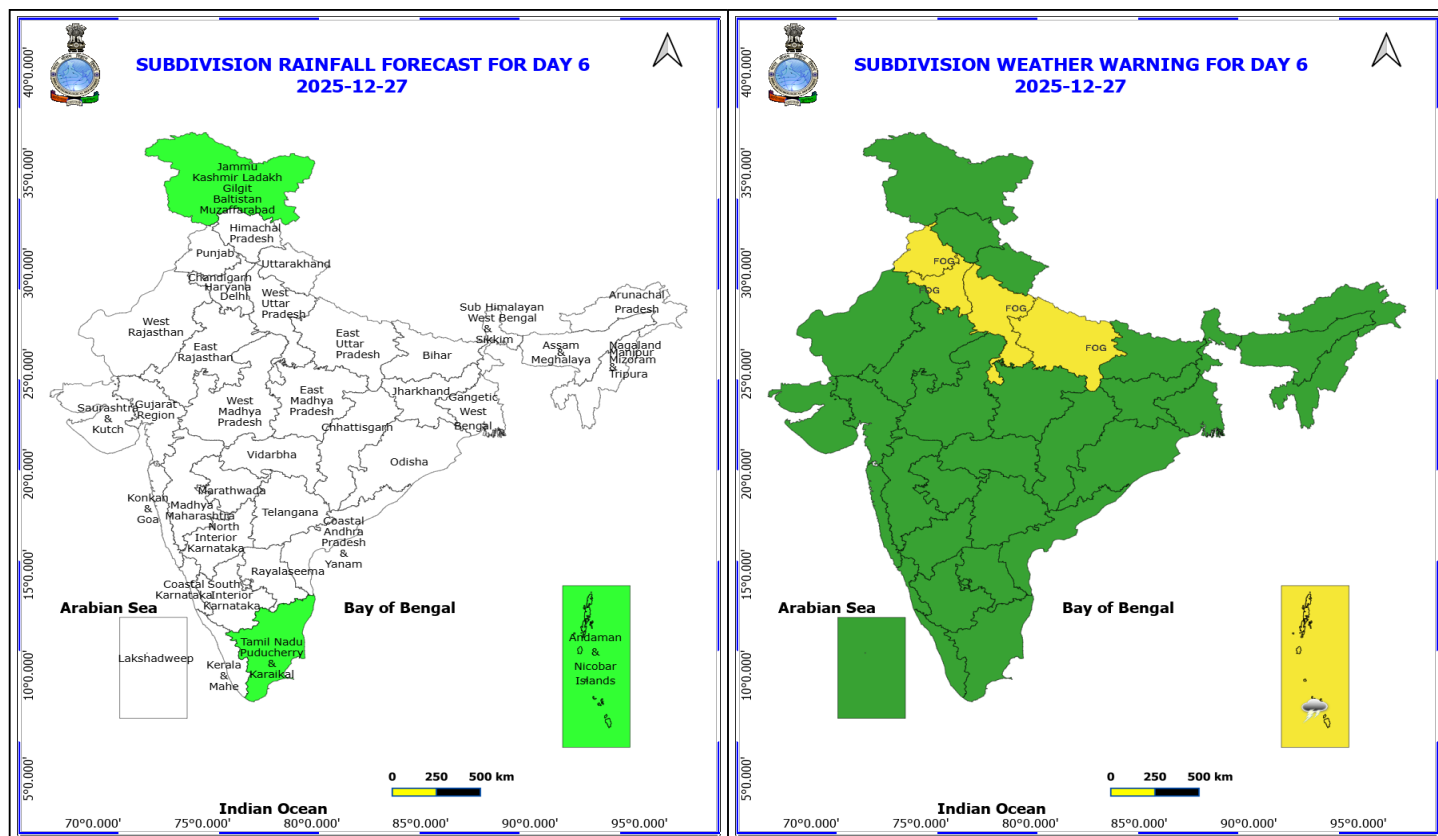 SUBDIVISION RAINFALL FORECAST FOR DAY 6
2025-12-27
40°0.000'
35°0.000'
30°0.000'
25°0.000'
20°0.000'
15°0.000'
10°0.000'
5°0.000'
Jammu
Kashmir Ladakh
Gilgit
Baltistan
Muzaffarabad
Himachal
Pradesh
Punjab
Uttarakhand
Chandigarh
Haryana
Delhi
West
Uttar
Pradesh
West
Rajasthan
East
Rajasthan
East
Uttar
Pradesh
Bihar
Sub Himalayan
West Bengal
&
Sikkim
Arunachal
Pradesh
Assam
&
Meghalaya
Nagaland
Manipur
Mizoram
&
Tripura
Saurashtra
&
Kutch
Gujarat
Region
West
Madhya
Pradesh
East
Madhya
Pradesh
Jharkhand
Gangetic
West
Bengal
Chhattisgarh
Vidarbha
Odisha
Konkan
&
Goa
Madhya
Maharashtra
Marathwada
Telangana
North
Interior
Karnataka
Coastal
Andhra
Pradesh
&
Yanam
Rayalaseema
Coastal
Karnataka
South
Interior
Karnataka
Arabian Sea
Bay of Bengal
Lakshadweep
Kerala
&
Mahe
Tamil Nadu
Puducherry
&
Karaikal
Andaman
&
Nicobar
Islands
0 250 500 km
Indian Ocean
70°0.000' 75°0.000' 80°0.000' 85°0.000' 90°0.000' 95°0.000'
SUBDIVISION WEATHER WARNING FOR DAY 6
2025-12-27
40°0.000'
35°0.000'
30°0.000'
25°0.000'
20°0.000'
15°0.000'
10°0.000'
5°0.000'
FOG
FOG
FOG
FOG
Arabian Sea
Bay of Bengal
0 250 500 km
Indian Ocean
70°0.000' 75°0.000' 80°0.000' 85°0.000' 90°0.000' 95°0.000'